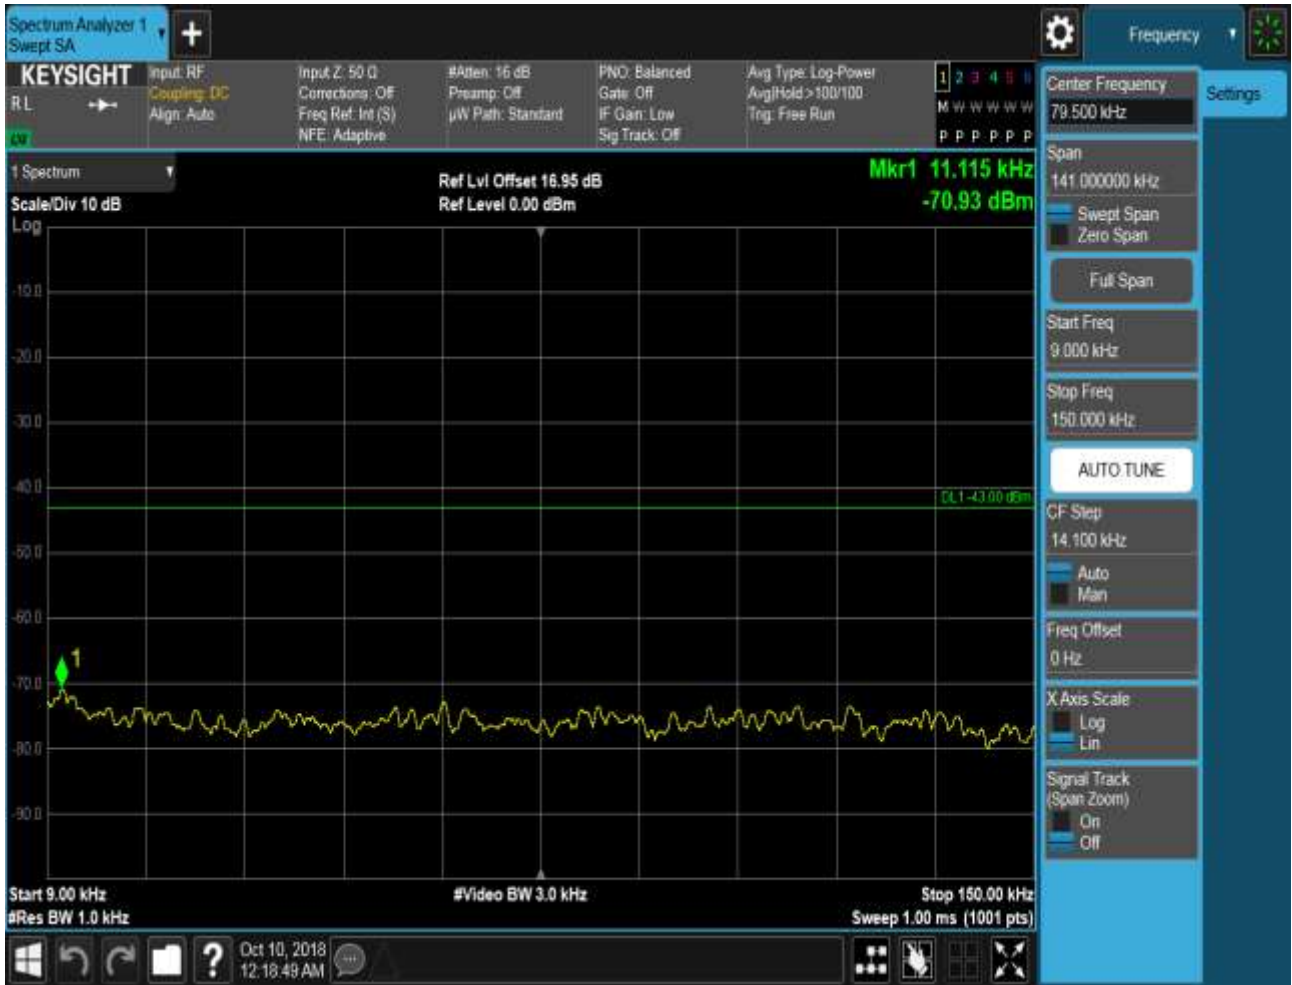 Spectrum Analyzer 1
Swept SA
Frequency
KEYSIGHT
RL
Input: RF
Coupling: DC
Align: Auto
Input Z: 50 Ω
Corrections: Off
Freq Ref: Int (S)
NFE: Adaptive
#Atten: 16 dB
Preamp: Off
µW Path: Standard
PNO: Balanced
Gate: Off
IF Gain: Low
Sig Track: Off
Avg Type: Log-Power
Avg|Hold:>100/100
Trig: Free Run
1 2 3 4 5 6
M W W W W W
P P P P P P
1 Spectrum
Scale/Div 10 dB
Log
Ref Lvl Offset 16.95 dB
Ref Level 0.00 dBm
Mkr1 11.115 kHz
-70.93 dBm
-10.0
-20.0
-30.0
-40.0
DL1 -43.00 dBm
-50.0
-60.0
1
-70.0
-80.0
-90.0
Start 9.00 kHz
#Res BW 1.0 kHz
#Video BW 3.0 kHz
Stop 150.00 kHz
Sweep 1.00 ms (1001 pts)
Center Frequency
79.500 kHz
Settings
Span
141.000000 kHz
Swept Span
Zero Span
Full Span
Start Freq
9.000 kHz
Stop Freq
150.000 kHz
AUTO TUNE
CF Step
14.100 kHz
Auto
Man
Freq Offset
0 Hz
X Axis Scale
Log
Lin
Signal Track
(Span Zoom)
On
Off
?
Oct 10, 2018
12:18:49 AM